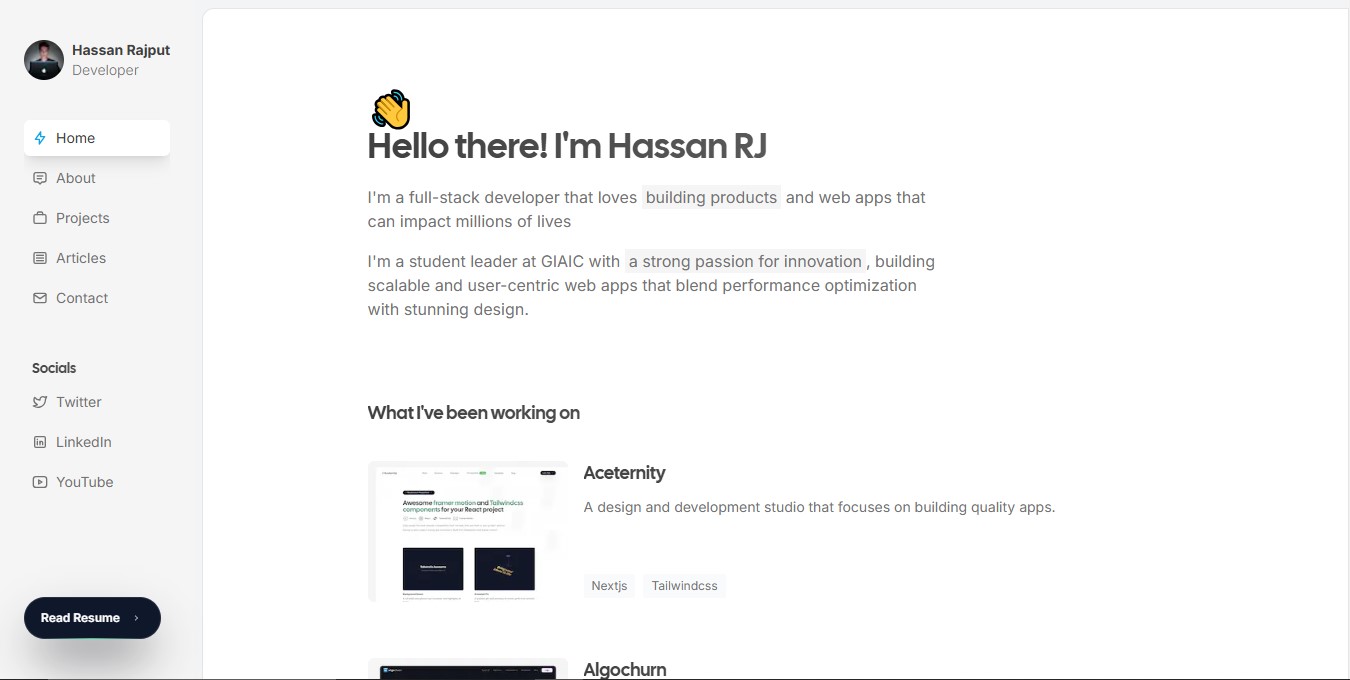 Hassan Rajput
Developer
Home
About
Projects
Articles
Contact
Socials
Twitter
LinkedIn
YouTube
Read Resume
Hello there! I'm Hassan RJ
I'm a full-stack developer that loves building products and web apps that
can impact millions of lives
I'm a student leader at GIAIC with a strong passion for innovation, building
scalable and user-centric web apps that blend performance optimization
with stunning design.
What I've been working on
Awesome framer motion and Tailwindcss
components for your React project
Aceternity
A design and development studio that focuses on building quality apps.
Nextjs
Tailwindcss
Algochurn